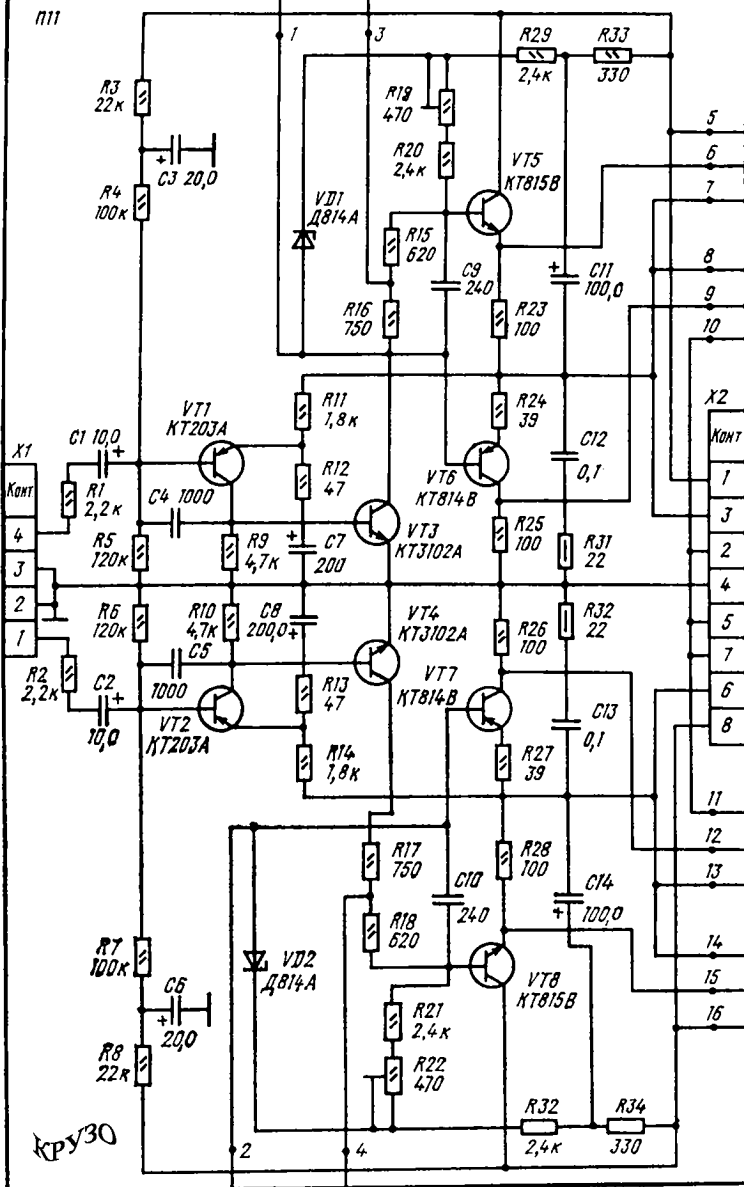 П11
1
3
R29
2,4к
R33
330
R3
22к
R19
470
5
C3 20,0
R20
2,4к
VT5
КТ815В
6
R4
100к
VD1
Д814А
7
R15
620
C9
240
C11
100,0
8
R16
750
R23
100
9
10
VT1
КТ203А
R11
1,8к
R24
39
X2
C1 10,0
C12
0,1
Конт
X1
R12
47
VT6
КТ814В
1
Конт
R1
2,2к
C4 1000
VT3
КТ3102А
R25
100
3
4
R5
120к
R9
4,7к
C7
200
R31
22
2
3
4
2
R6
120к
R10
4,7к
C8
200,0
VT4
КТ3102А
R26
100
R32
22
5
1
C5
1000
7
R2
2,2к
C2
10,0
R13
47
VT7
КТ814В
6
VT2
КТ203А
C13
0,1
8
R14
1,8к
R27
39
11
R17
750
R28
100
12
C10
240
C14
100,0
13
R18
620
R7
100к
VD2
Д814А
14
VT8
КТ815В
C6
20,0
15
R21
2,4к
16
R8
22к
R22
470
R32
2,4к
R34
330
КРУЗО
2
4